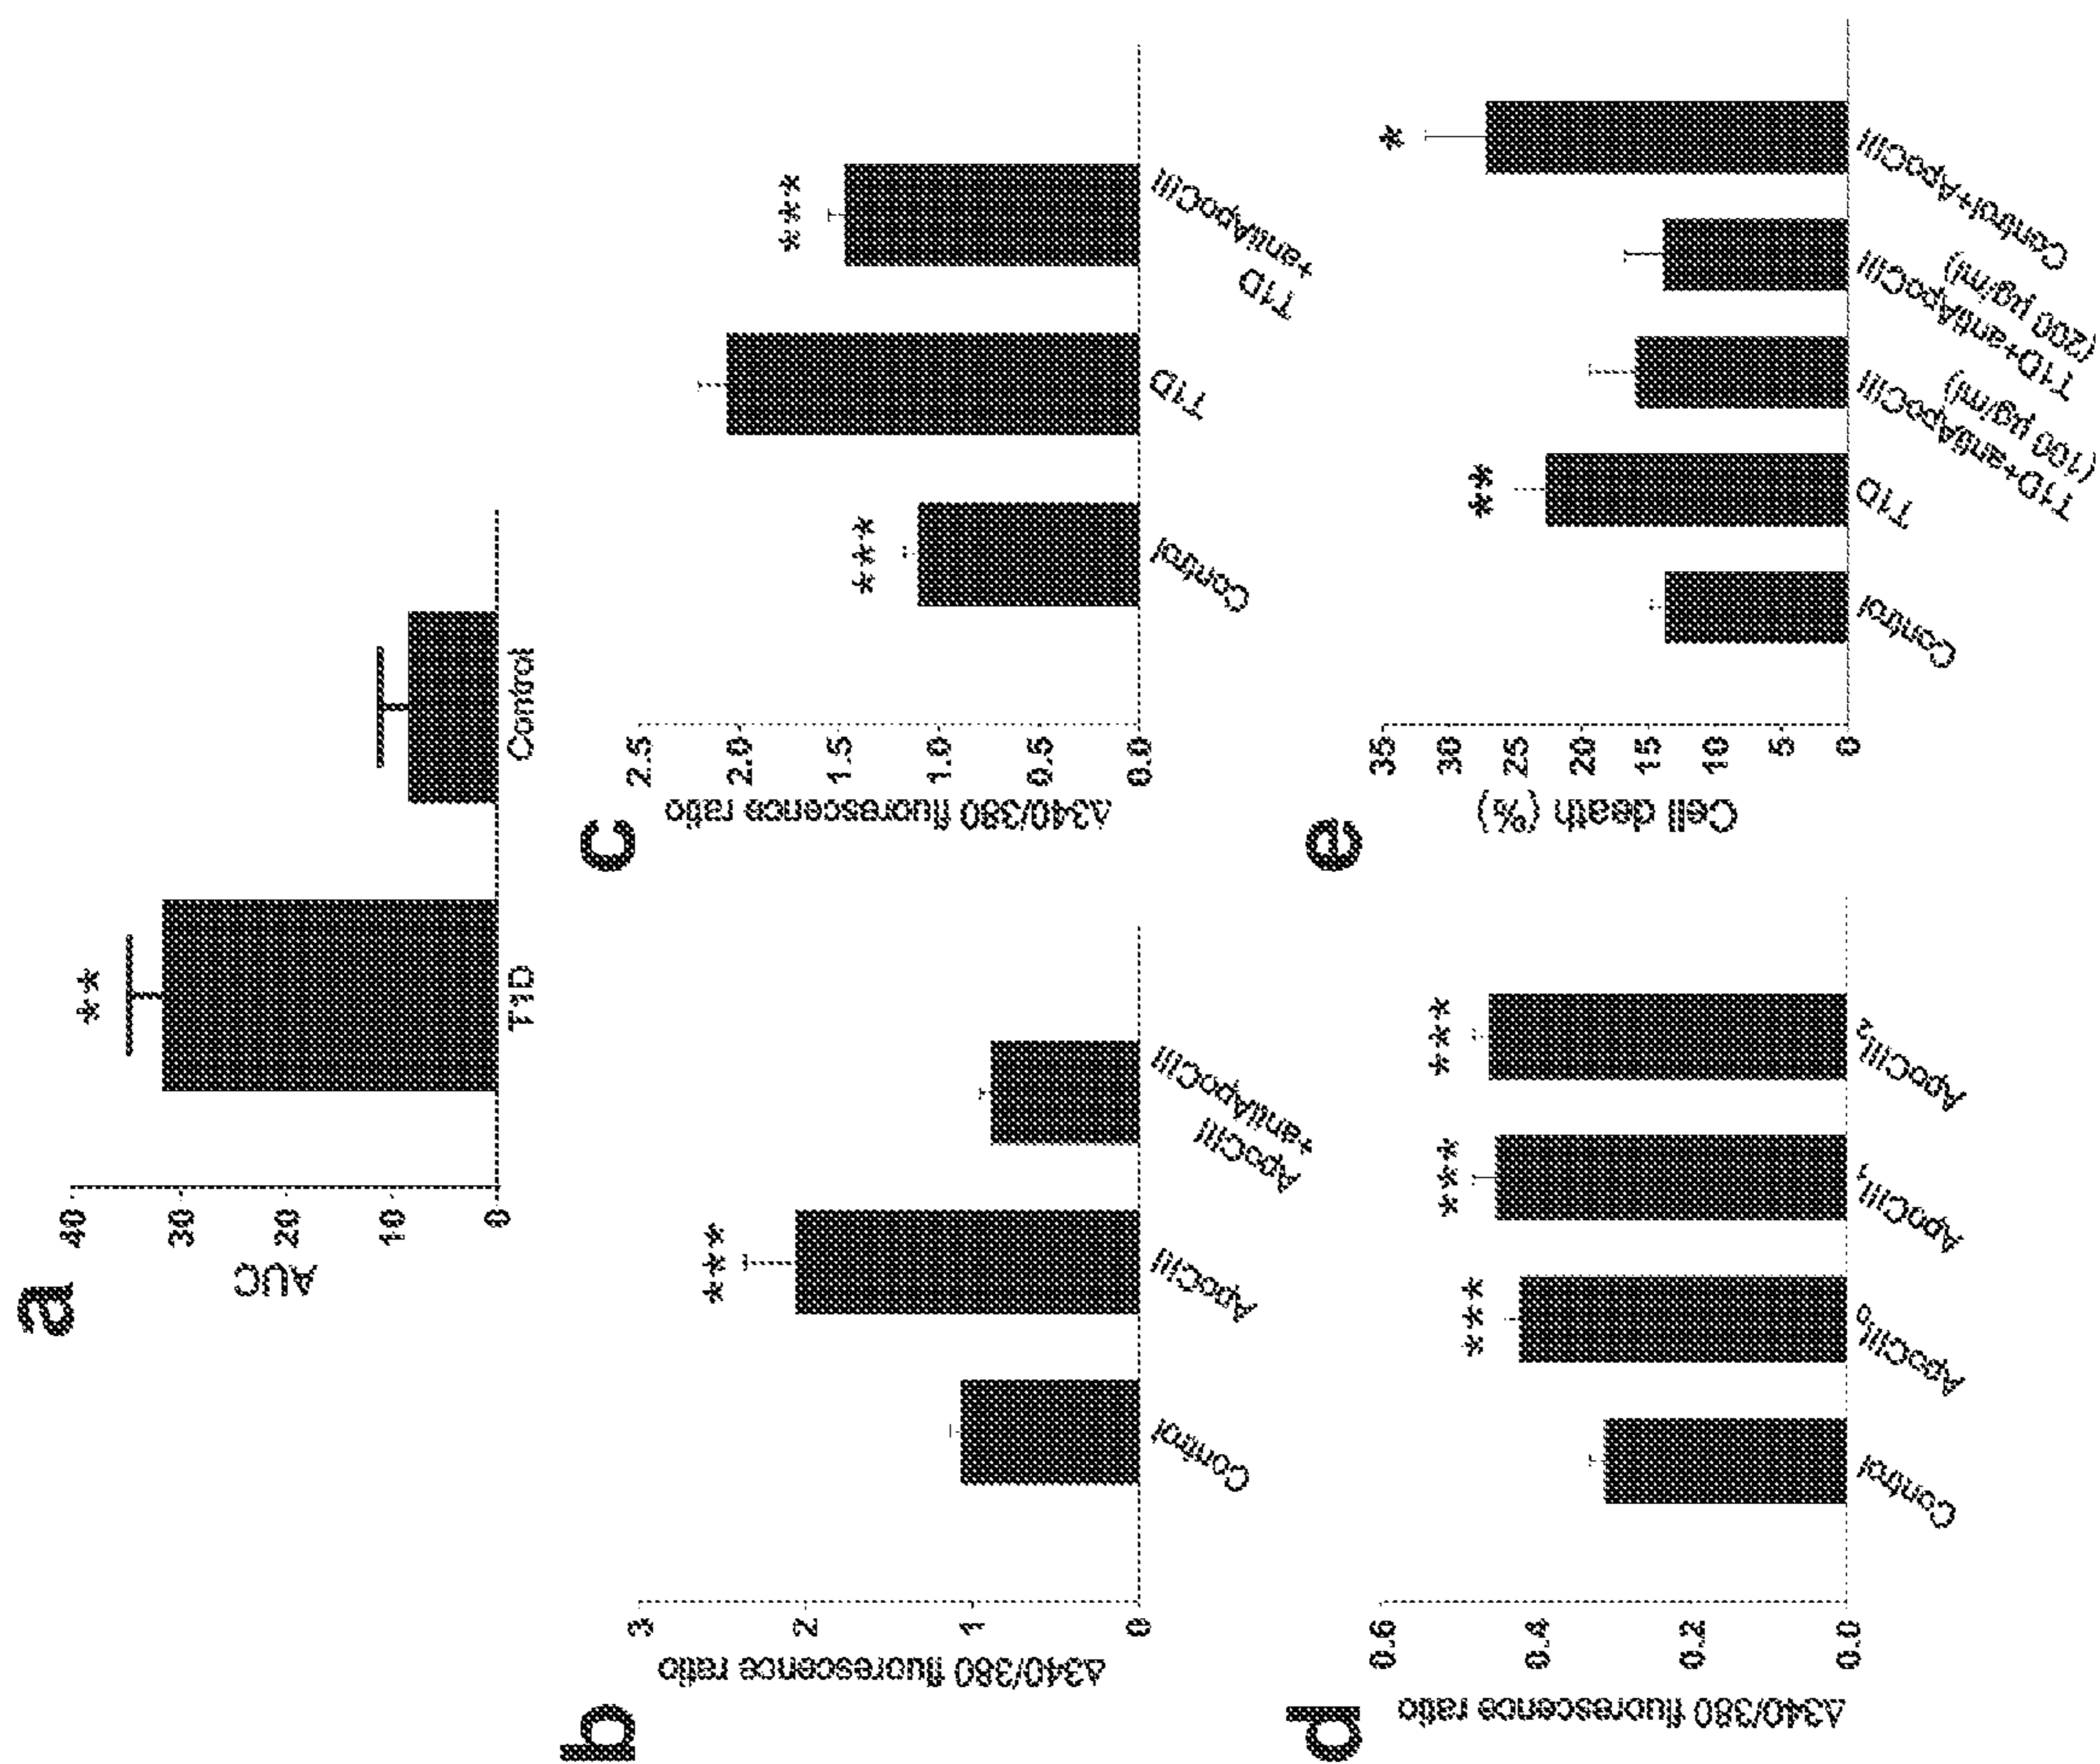 a
AUC
40
30
20
10
0
**
T1D
Control
b
Δ340/380 fluorescence ratio
3
2
1
0
***
Control
ApoCIII
ApoCIII
+antiApoCIII
c
Δ340/380 fluorescence ratio
2.5
2.0
1.5
1.0
0.5
0.0
***
***
Control
T1D
T1D
+antiApoCIII
d
Δ340/380 fluorescence ratio
0.6
0.4
0.2
0.0
***
***
***
Control
ApoCIII₀
ApoCIII₁
ApoCIII₂
e
Cell death (%)
35
30
25
20
15
10
5
0
**
*
Control
T1D
T1D+antiApoCIII
(100 µg/ml)
T1D+antiApoCIII
(200 µg/ml)
Control+ApoCIII